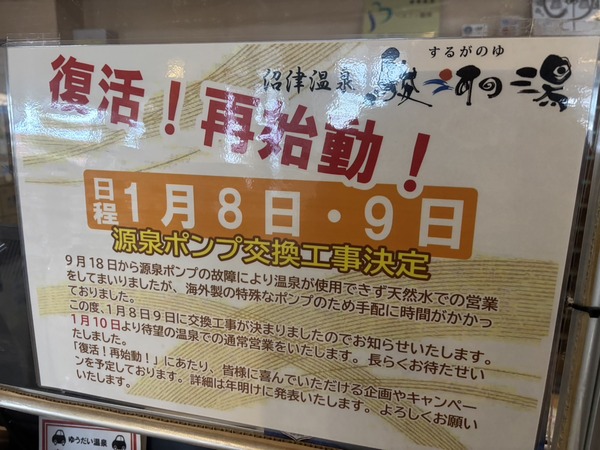 するがのゆ
沼津温泉 駿河の湯
復活！再始動！
日程 1月8日・9日
源泉ポンプ交換工事決定
9月18日から源泉ポンプの故障により温泉が使用できず天然水での営業
をしてまいりましたが、海外製の特殊なポンプのため手配に時間がかかっ
ておりました。
この度、1月8日9日に交換工事が決まりましたのでお知らせいたします。
1月10日より待望の温泉での通常営業をいたします。長らくお待たせい
たしました。
「復活！再始動！」にあたり、皆様に喜んでいただける企画やキャンペー
ンを予定しております。詳細は年明けに発表いたします。よろしくお願い
いたします。
ゆうだい温泉